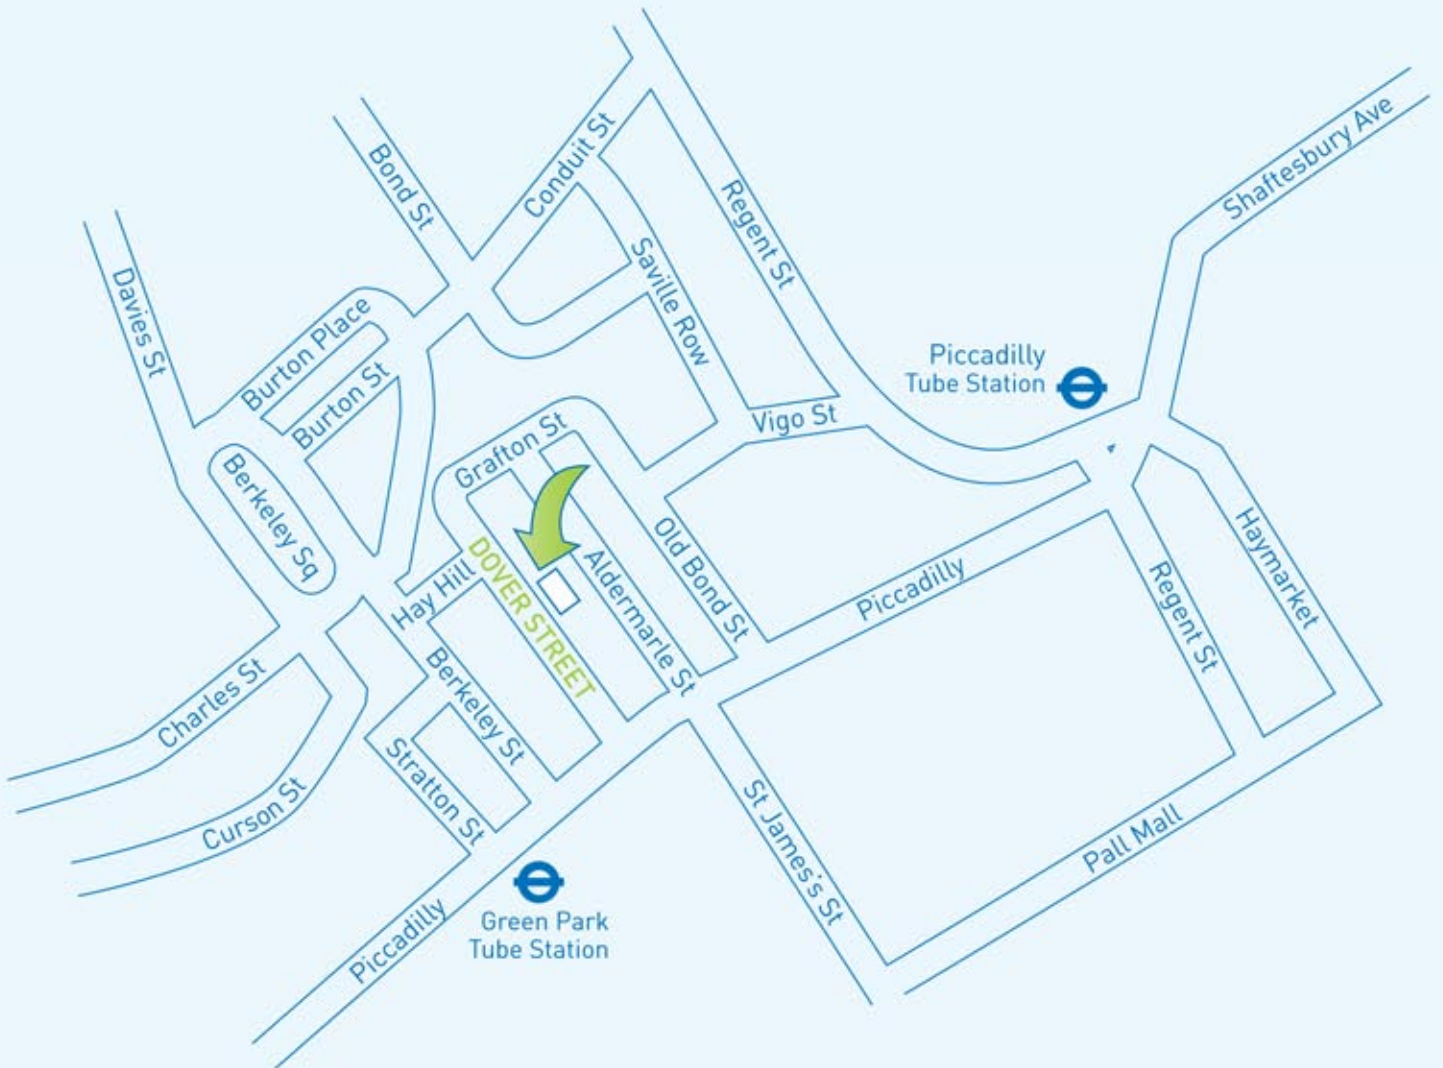 Bond St
Conduit St
Regent St
Shaftesbury Ave
Davies St
Burton Place
Saville Row
Burton St
Piccadilly
Tube Station
Vigo St
Grafton St
Berkeley Sq
Hay Hill
DOVER STREET
Aldermarle St
Old Bond St
Piccadilly
Regent St
Haymarket
Charles St
Berkeley St
Curson St
Stratton St
St James's St
Pall Mall
Green Park
Tube Station
Piccadilly